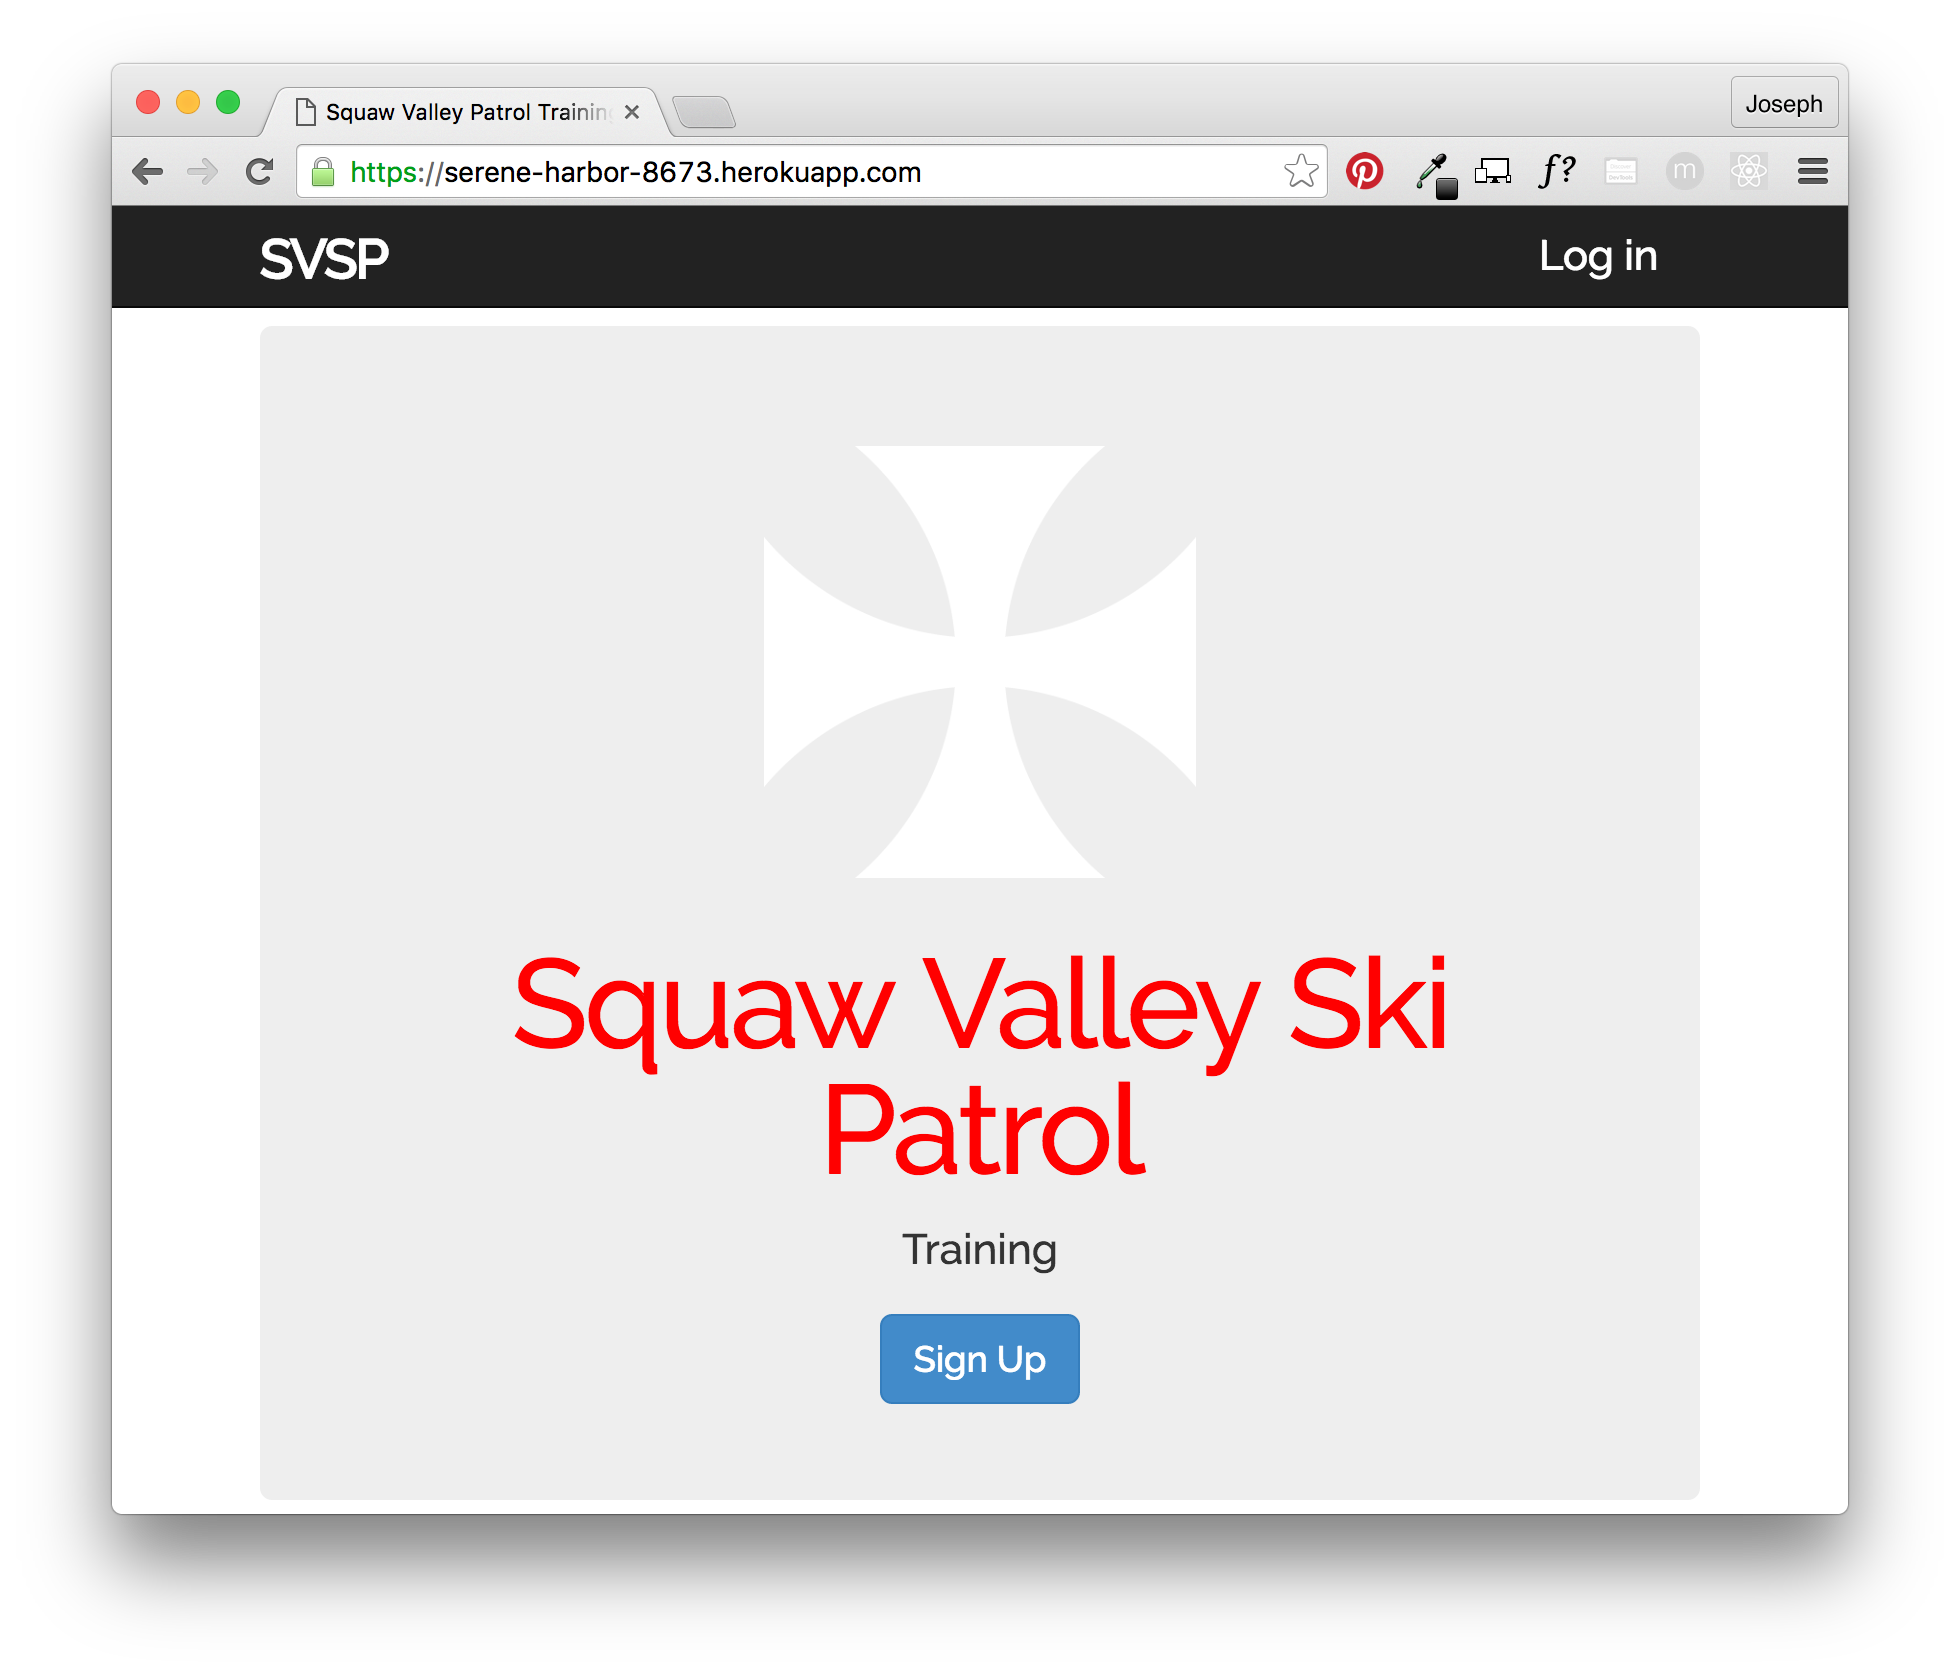 Squaw Valley Patrol Training
Joseph
https://serene-harbor-8673.herokuapp.com
f?
m
SVSP
Log in
Squaw Valley Ski
Patrol
Training
Sign Up